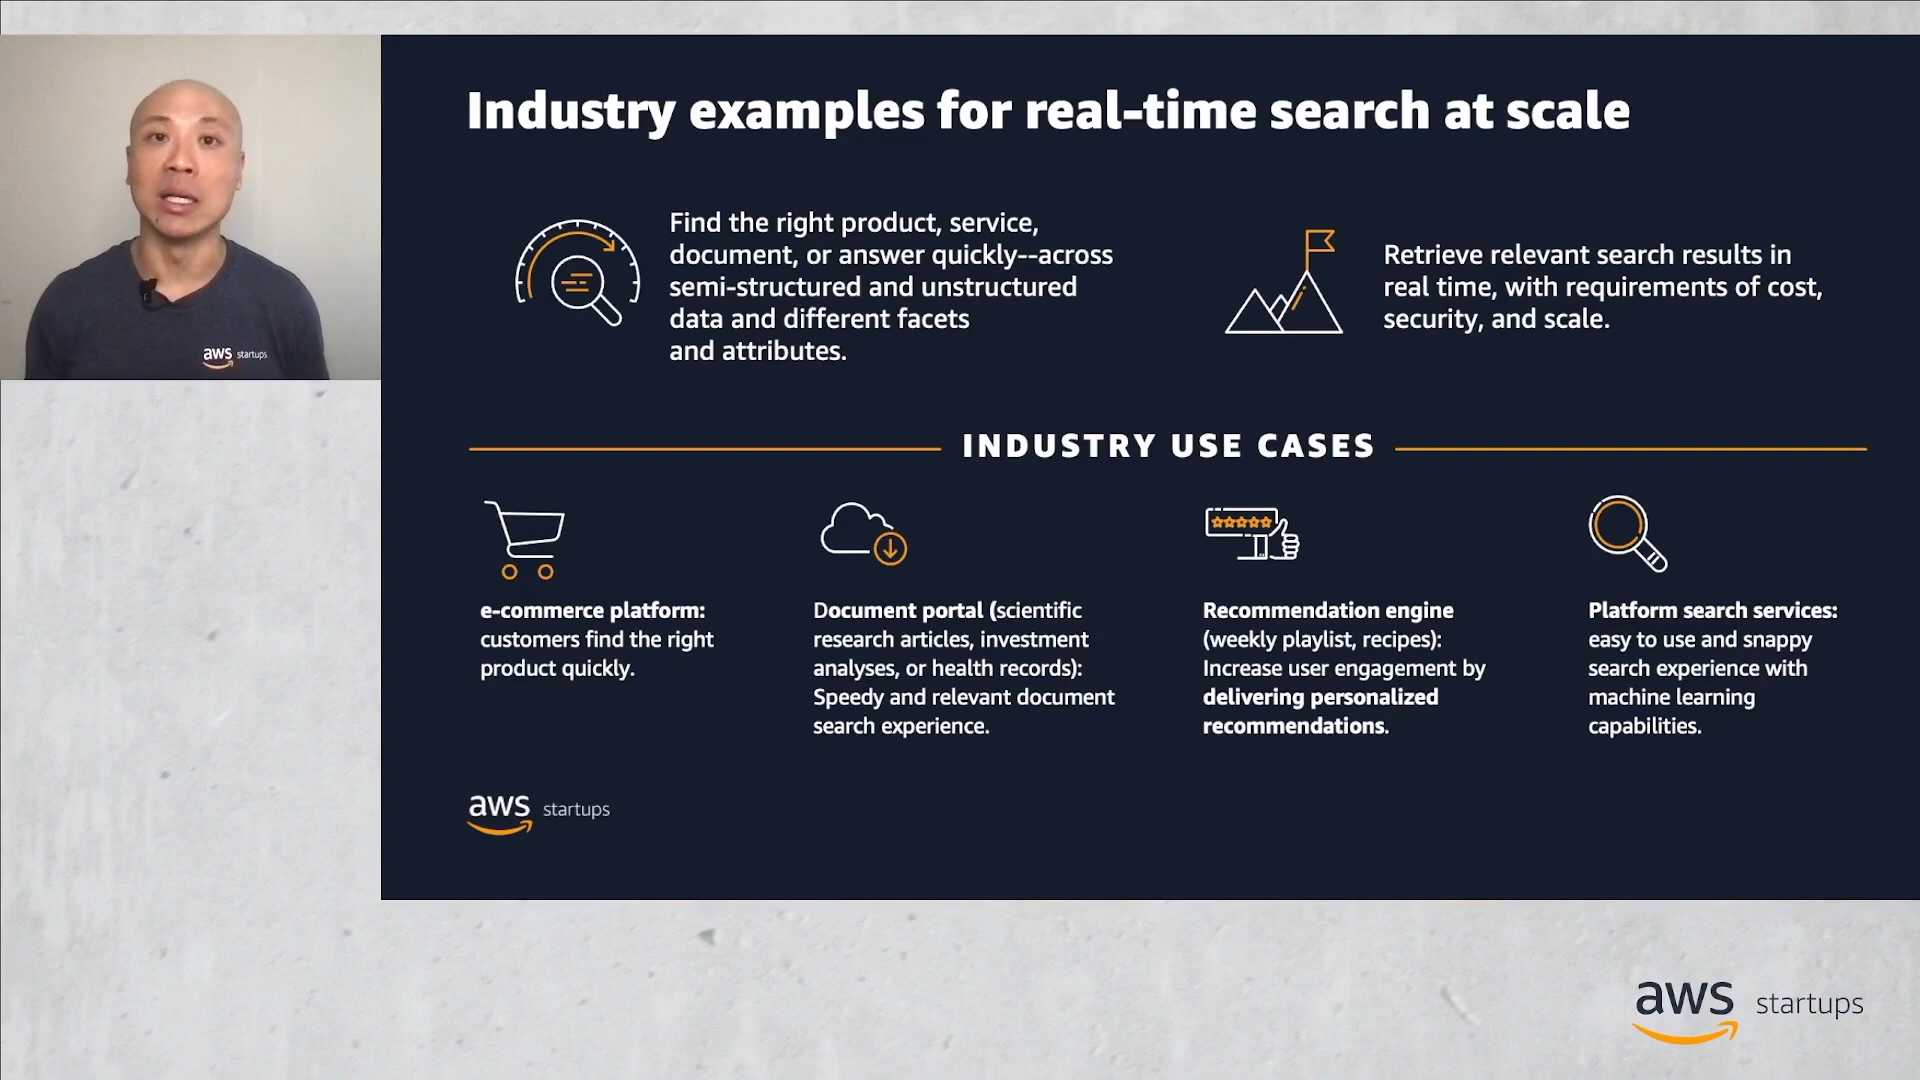 Industry examples for real-time search at scale
Find the right product, service,
document, or answer quickly--across
semi-structured and unstructured
data and different facets
and attributes.
Retrieve relevant search results in
real time, with requirements of cost,
security, and scale.
INDUSTRY USE CASES
e-commerce platform:
customers find the right
product quickly.
Document portal (scientific
research articles, investment
analyses, or health records):
Speedy and relevant document
search experience.
Recommendation engine
(weekly playlist, recipes):
Increase user engagement by
delivering personalized
recommendations.
Platform search services:
easy to use and snappy
search experience with
machine learning
capabilities.
aws startups
aws startups
aws startups